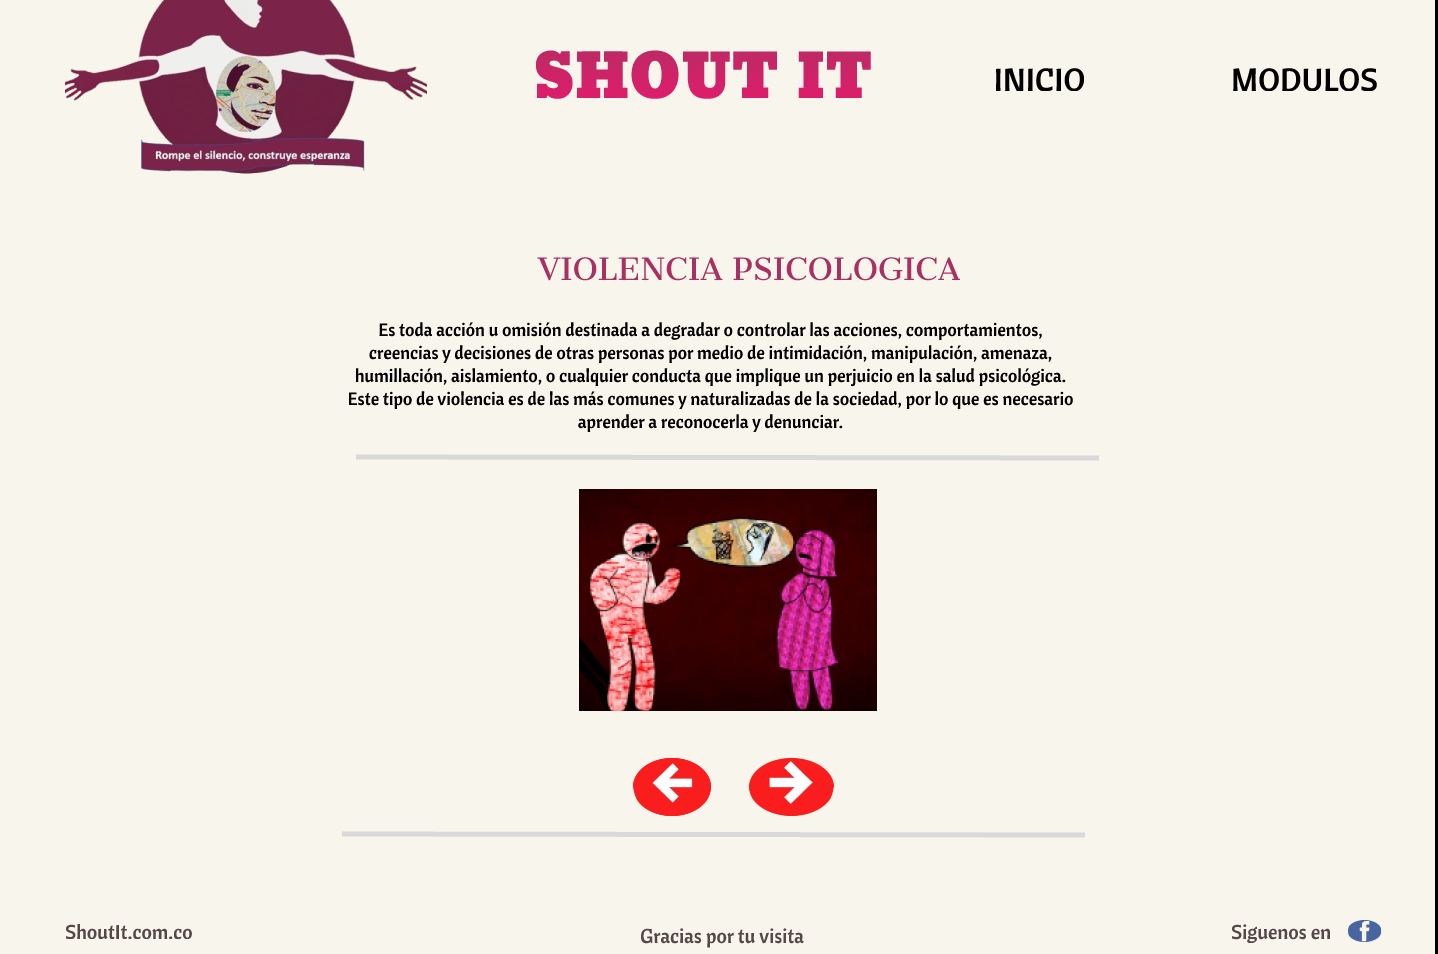 SHOUT IT
INICIO
MODULOS
Rompe el silencio, construye esperanza
VIOLENCIA PSICOLOGICA
Es toda acción u omisión destinada a degradar o controlar las acciones, comportamientos,
creencias y decisiones de otras personas por medio de intimidación, manipulación, amenaza,
humillación, aislamiento, o cualquier conducta que implique un perjuicio en la salud psicológica.
Este tipo de violencia es de las más comunes y naturalizadas de la sociedad, por lo que es necesario
aprender a reconocerla y denunciar.
ShoutIt.com.co
Gracias por tu visita
Siguenos en